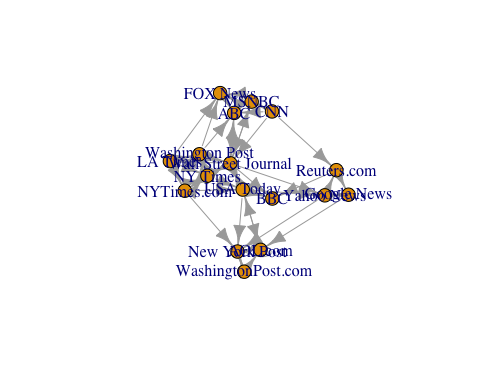 FOX News
MSNBC
ABC
CNN
Washington Post
LA Times
Wall Street Journal
Reuters.com
NY Times
NYTimes.com
USA Today
BBC
Yahoo News
Google News
New York Post
AOL.com
WashingtonPost.com